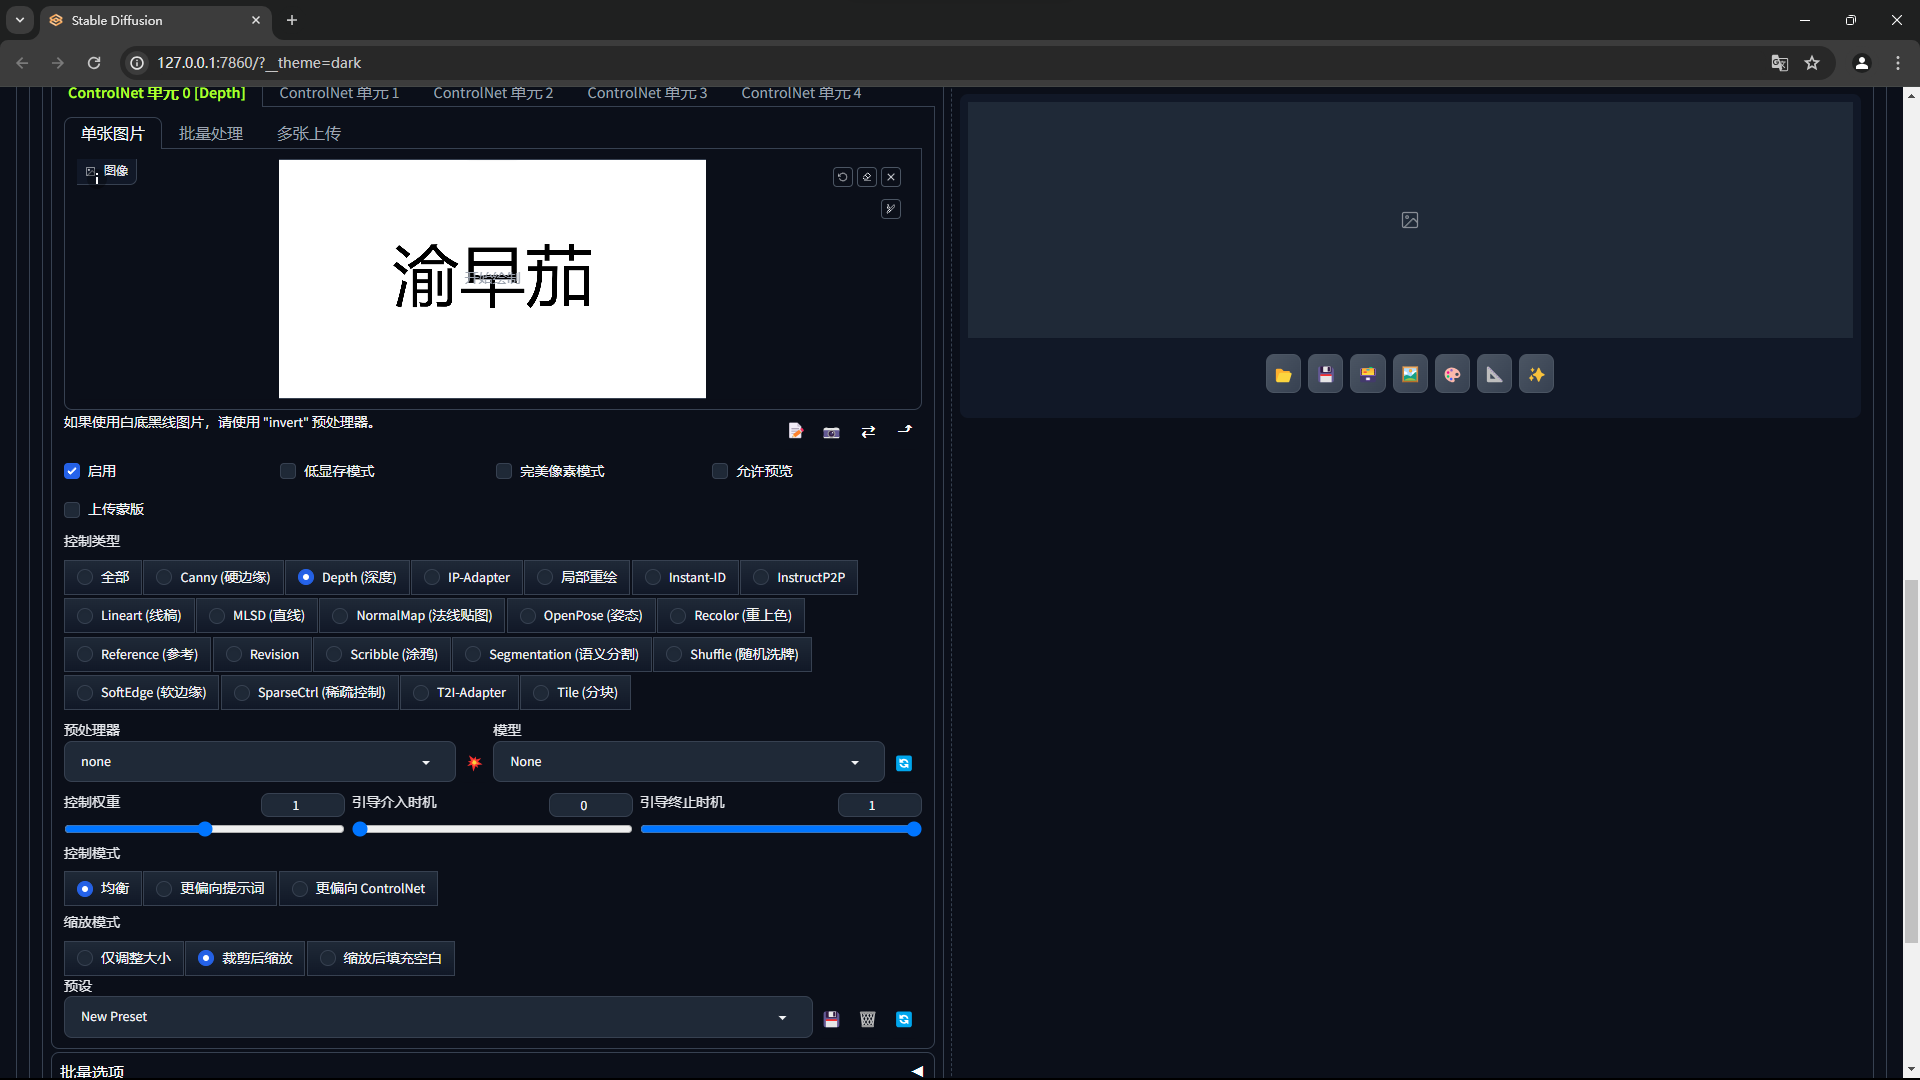 Stable Diffusion
127.0.0.1:7860/?__theme=dark
ControlNet 单元 0 [Depth] ControlNet 单元 1 ControlNet 单元 2 ControlNet 单元 3 ControlNet 单元 4
单张图片 批量处理 多张上传
图像
渝早茄
开始绘制
如果使用白底黑线图片，请使用 "invert" 预处理器。
启用 低显存模式 完美像素模式 允许预览
上传蒙版
控制类型
全部 Canny (硬边缘) Depth (深度) IP-Adapter 局部重绘 Instant-ID InstructP2P
Lineart (线稿) MLSD (直线) NormalMap (法线贴图) OpenPose (姿态) Recolor (重上色)
Reference (参考) Revision Scribble (涂鸦) Segmentation (语义分割) Shuffle (随机洗牌)
SoftEdge (软边缘) SparseCtrl (稀疏控制) T2I-Adapter Tile (分块)
预处理器 模型
none None
控制权重 1 引导介入时机 0 引导终止时机 1
控制模式
均衡 更偏向提示词 更偏向 ControlNet
缩放模式
仅调整大小 裁剪后缩放 缩放后填充空白
预设
New Preset
批量选项